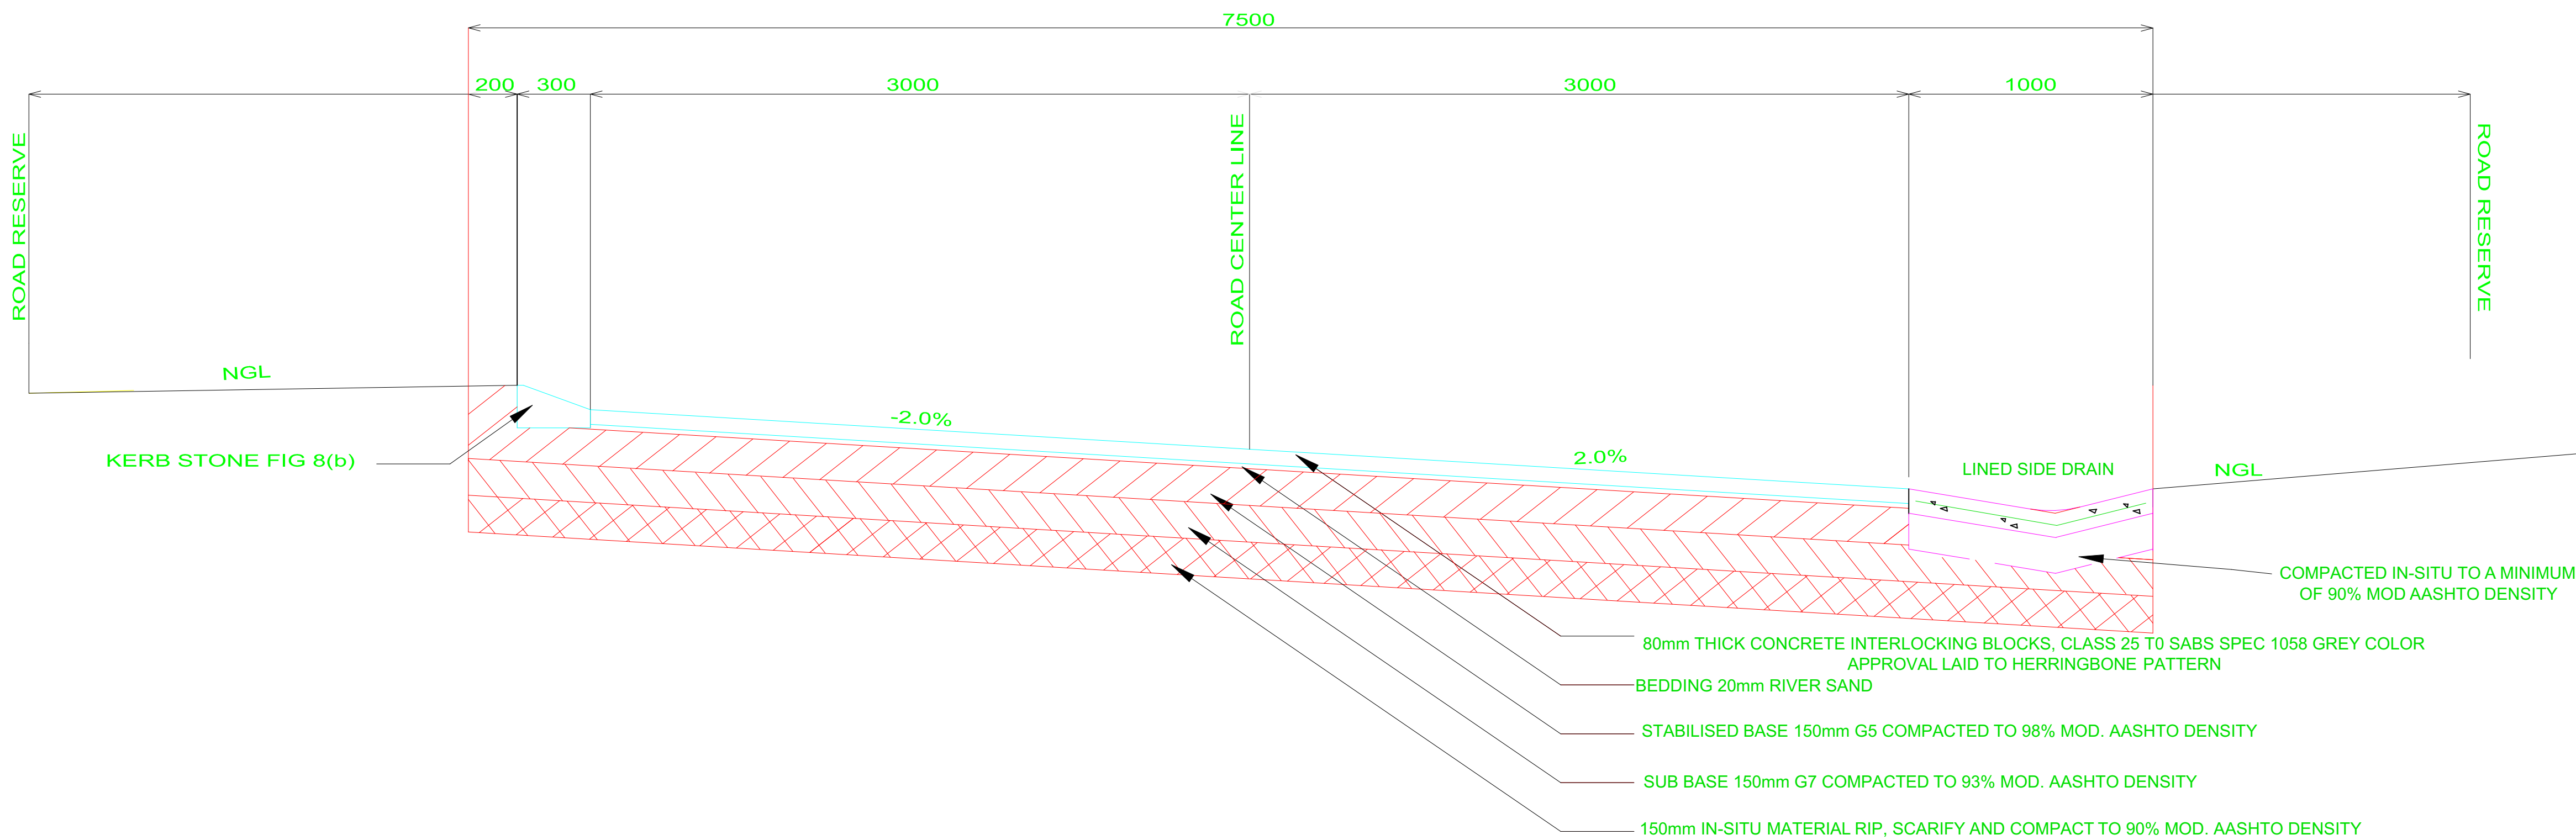 7500
200 300 3000 3000 1000
ROAD RESERVE
ROAD CENTER LINE
ROAD RESERVE
NGL
-2.0%
2.0%
KERB STONE FIG 8(b)
LINED SIDE DRAIN
NGL
COMPACTED IN-SITU TO A MINIMUM
OF 90% MOD AASHTO DENSITY
80mm THICK CONCRETE INTERLOCKING BLOCKS, CLASS 25 T0 SABS SPEC 1058 GREY COLOR
APPROVAL LAID TO HERRINGBONE PATTERN
BEDDING 20mm RIVER SAND
STABILISED BASE 150mm G5 COMPACTED TO 98% MOD. AASHTO DENSITY
SUB BASE 150mm G7 COMPACTED TO 93% MOD. AASHTO DENSITY
150mm IN-SITU MATERIAL RIP, SCARIFY AND COMPACT TO 90% MOD. AASHTO DENSITY